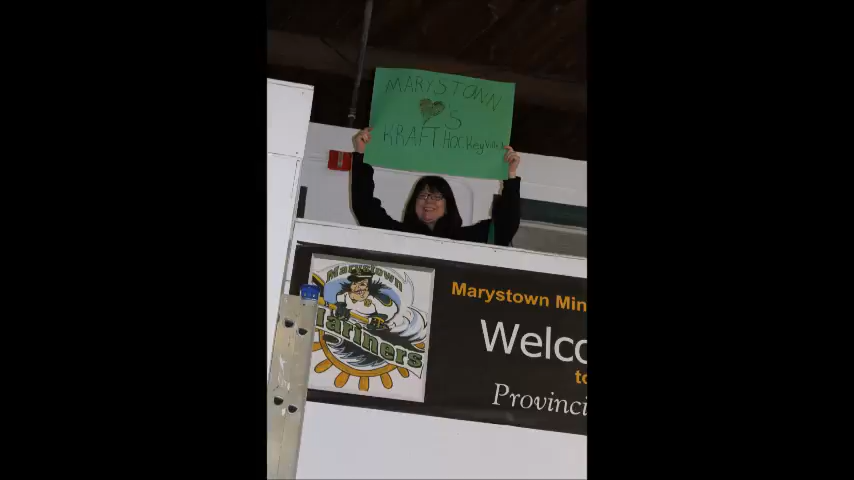 MARYSTOWN
'S
KRAFT HOCKEYVILLE
Marystown
Mariners
Marystown Min
Welco
to
Provinci